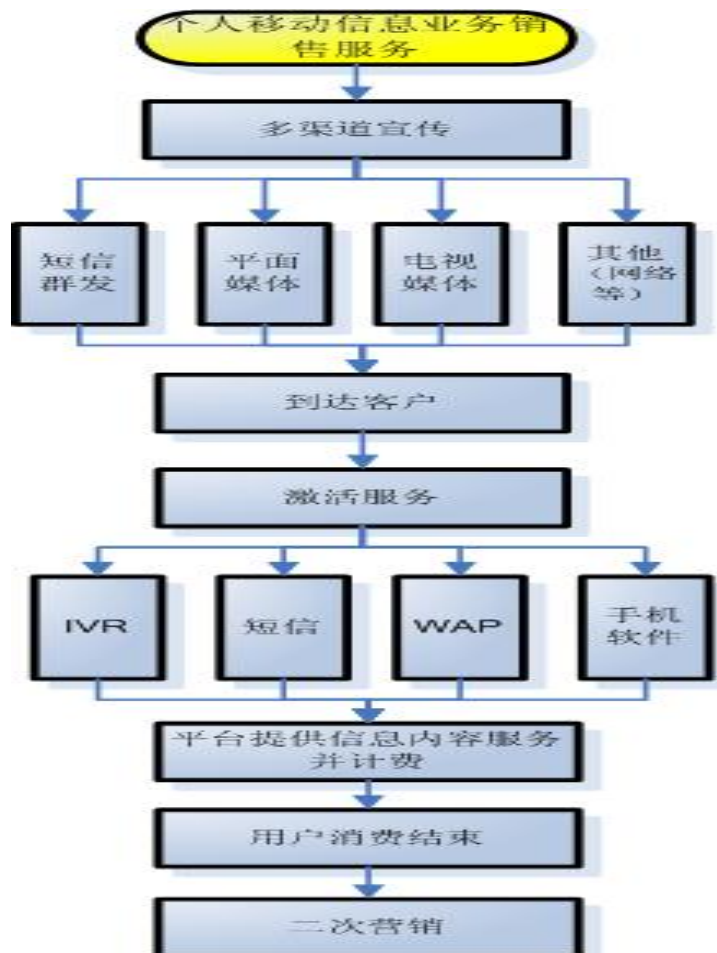 个人移动信息业务销
售服务
多渠道宣传
短信
群发
平面
媒体
电视
媒体
其他
（网络
等）
到达客户
激活服务
IVR
短信
WAP
手机
软件
平台提供信息内容服务
并计费
用户消费结束
二次营销